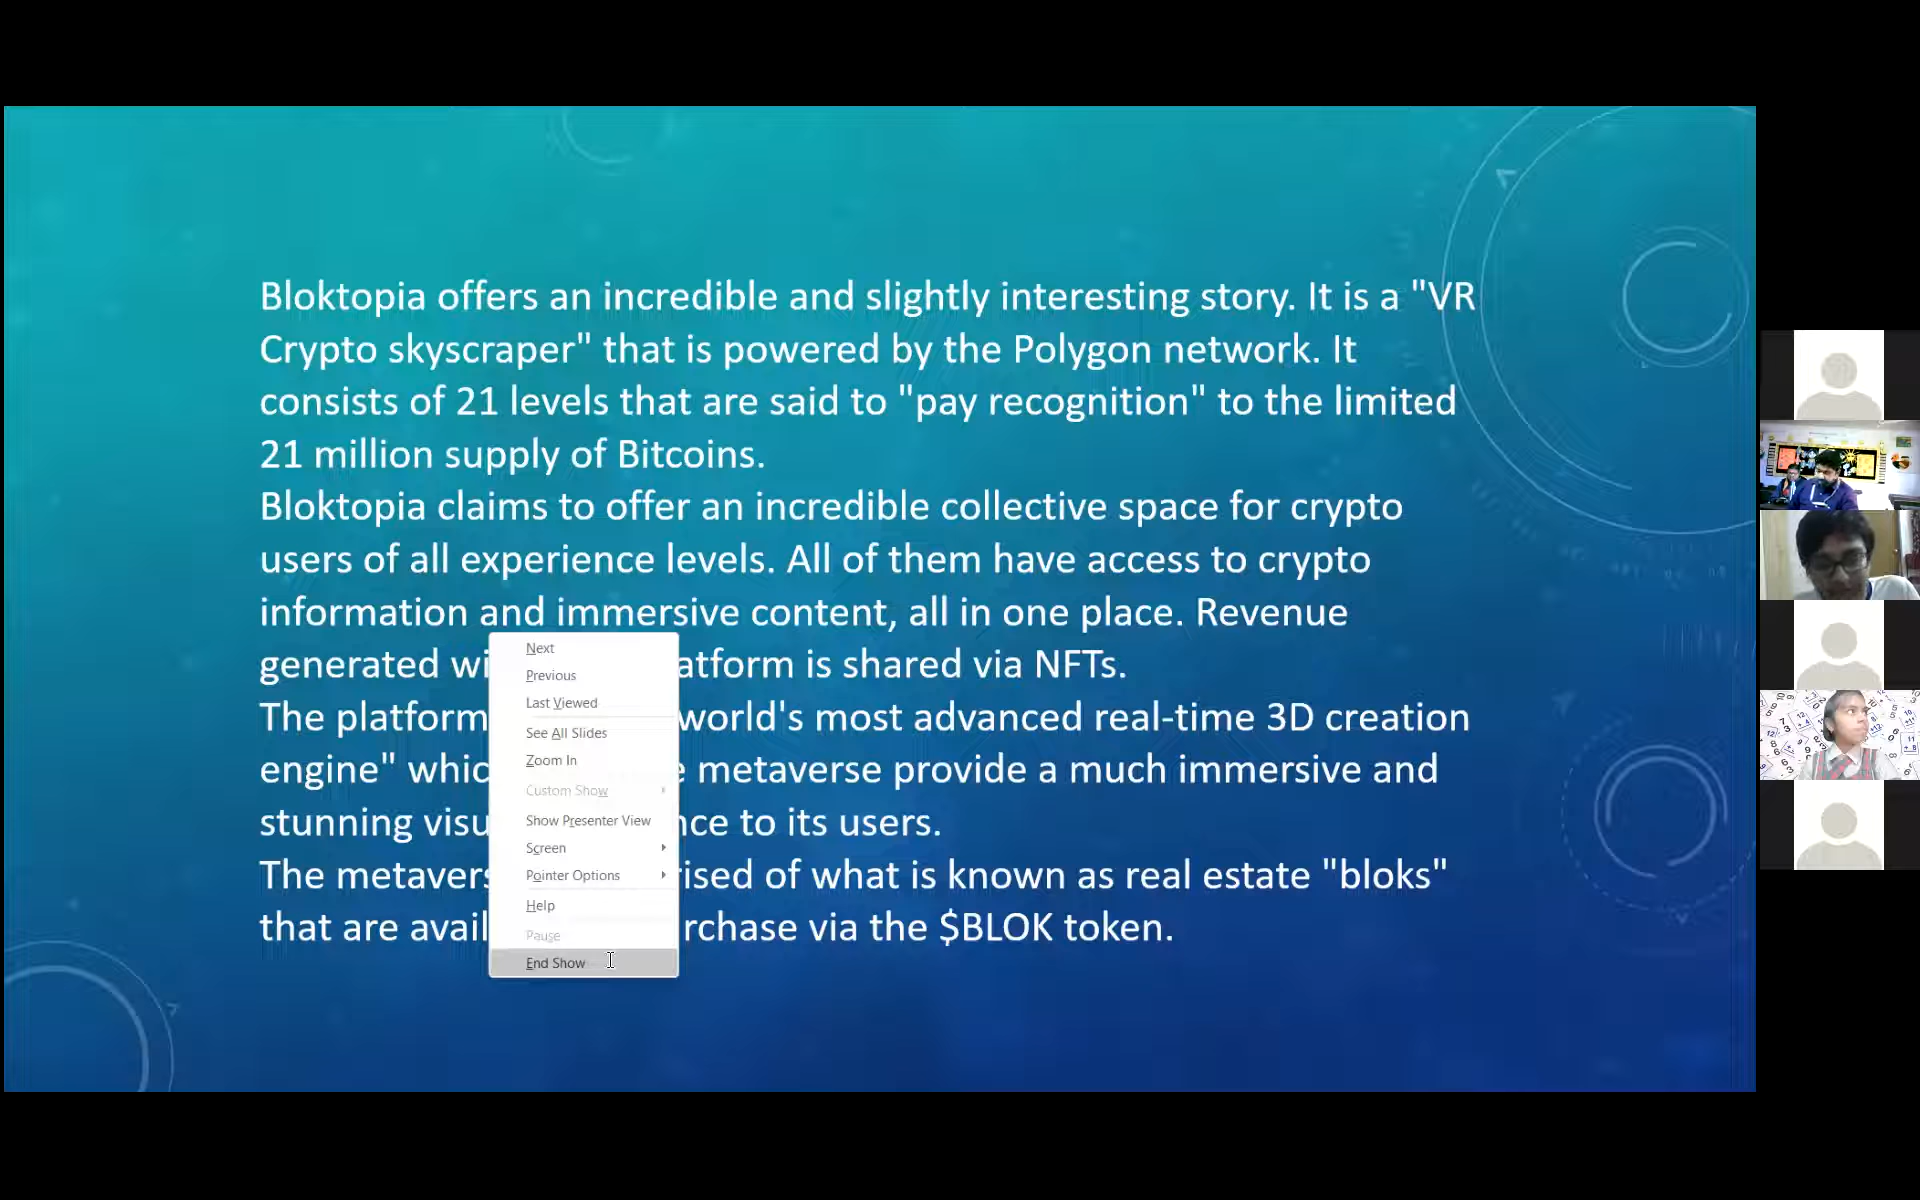 Bloktopia offers an incredible and slightly interesting story. It is a "VR
Crypto skyscraper" that is powered by the Polygon network. It
consists of 21 levels that are said to "pay recognition" to the limited
21 million supply of Bitcoins.
Bloktopia claims to offer an incredible collective space for crypto
users of all experience levels. All of them have access to crypto
information and immersive content, all in one place. Revenue
generated wi atform is shared via NFTs.
The platform world's most advanced real-time 3D creation
engine" whic e metaverse provide a much immersive and
stunning visu nce to its users.
The metavers rised of what is known as real estate "bloks"
that are avail rchase via the $BLOK token.
Next
Previous
Last Viewed
See All Slides
Zoom In
Custom Show
Show Presenter View
Screen
Pointer Options
Help
Pause
End Show